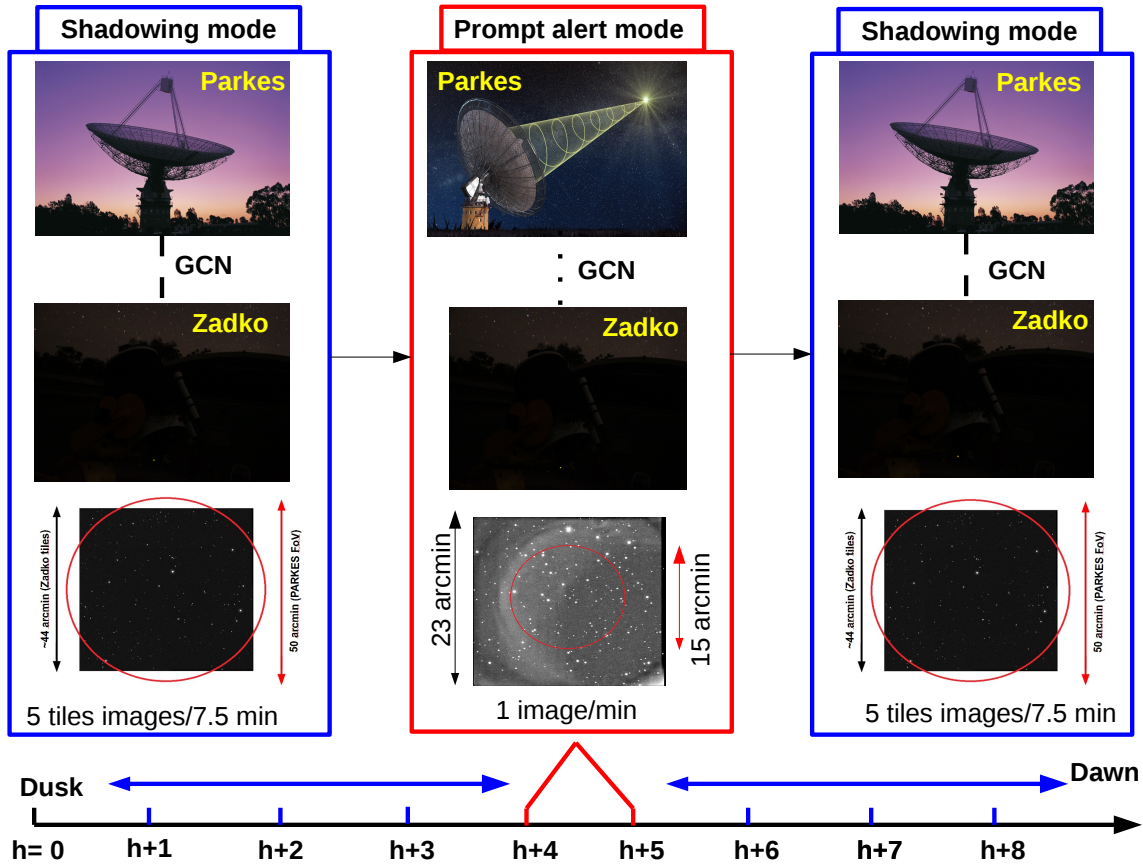 Shadowing mode
Parkes
GCN
Zadko
~44 arcmin (Zadko tiles)
50 arcmin (PARKES FoV)
5 tiles images/7.5 min
Prompt alert mode
Parkes
GCN
Zadko
23 arcmin
15 arcmin
1 image/min
Shadowing mode
Parkes
GCN
Zadko
~44 arcmin (Zadko tiles)
50 arcmin (PARKES FoV)
5 tiles images/7.5 min
Dusk
Dawn
h= 0
h+1
h+2
h+3
h+4
h+5
h+6
h+7
h+8